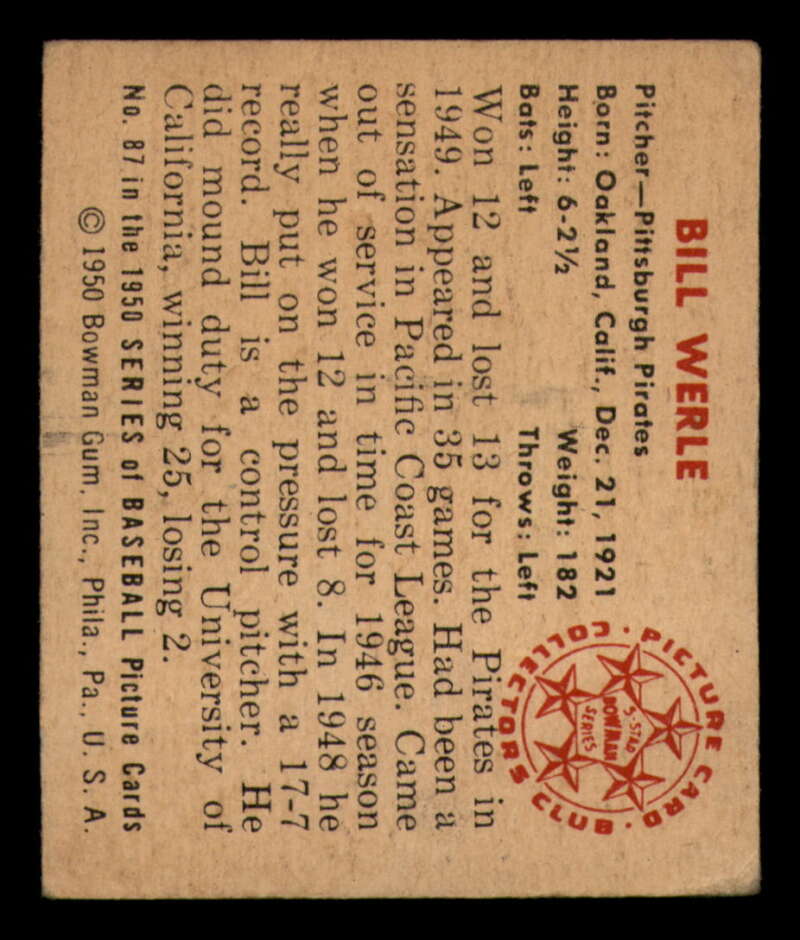 BILL WERLE
Pitcher—Pittsburgh Pirates
Born: Oakland, Calif., Dec. 21, 1921
Height: 6-2½ Weight: 182
Bats: Left Throws: Left
PICTURE CARD COLLECTORS CLUB
5-STAR
BOWMAN
SERIES
Won 12 and lost 13 for the Pirates in
1949. Appeared in 35 games. Had been a
sensation in Pacific Coast League. Came
out of service in time for 1946 season
when he won 12 and lost 8. In 1948 he
really put on the pressure with a 17-7
record. Bill is a control pitcher. He
did mound duty for the University of
California, winning 25, losing 2.
No. 87 in the 1950 SERIES of BASEBALL Picture Cards
© 1950 Bowman Gum, Inc., Phila., Pa., U. S. A.